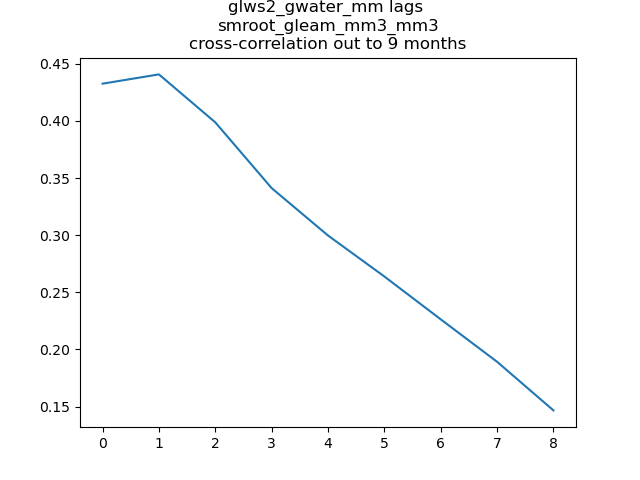 glws2_gwater_mm lags
smroot_gleam_mm3_mm3
cross-correlation out to 9 months
0.45
0.40
0.35
0.30
0.25
0.20
0.15
0 1 2 3 4 5 6 7 8